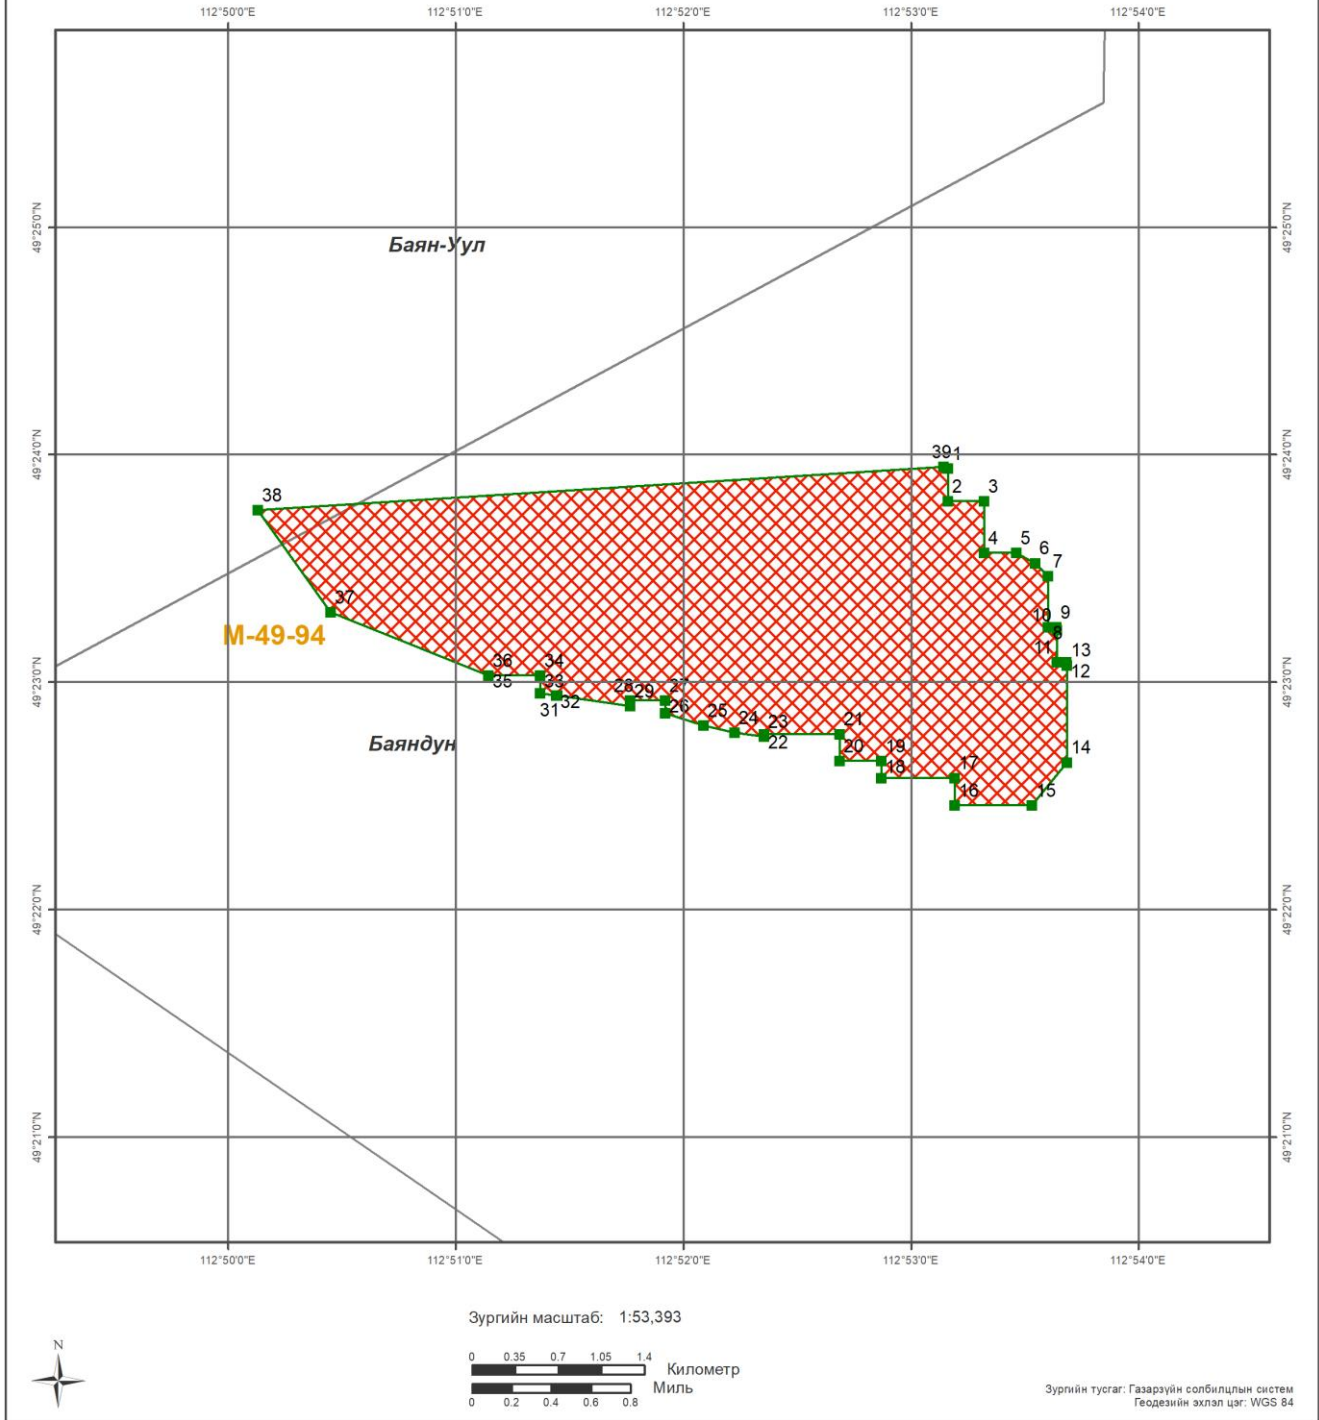 112°50'0"E 112°51'0"E 112°52'0"E 112°53'0"E 112°54'0"E
49°25'0"N 49°25'0"N
Баян-Уул
49°24'0"N 49°24'0"N
39 1
38
2 3
4 5
6
7
37
10 9
8
М-49-94
11 13
12
36 34
35 33
49°23'0"N 49°23'0"N
28 29 27
31 32
26 25
24 23 21
22
Баяндун
20 19 14
18 17
16 15
49°22'0"N 49°22'0"N
49°21'0"N 49°21'0"N
112°50'0"E 112°51'0"E 112°52'0"E 112°53'0"E 112°54'0"E
Зургийн масштаб: 1:53,393
N
0 0.35 0.7 1.05 1.4
Километр
Миль
0 0.2 0.4 0.6 0.8
Зургийн тусгаг: Газарзүйн солбилцлын систем
Геодезийн эхлэл цэг: WGS 84